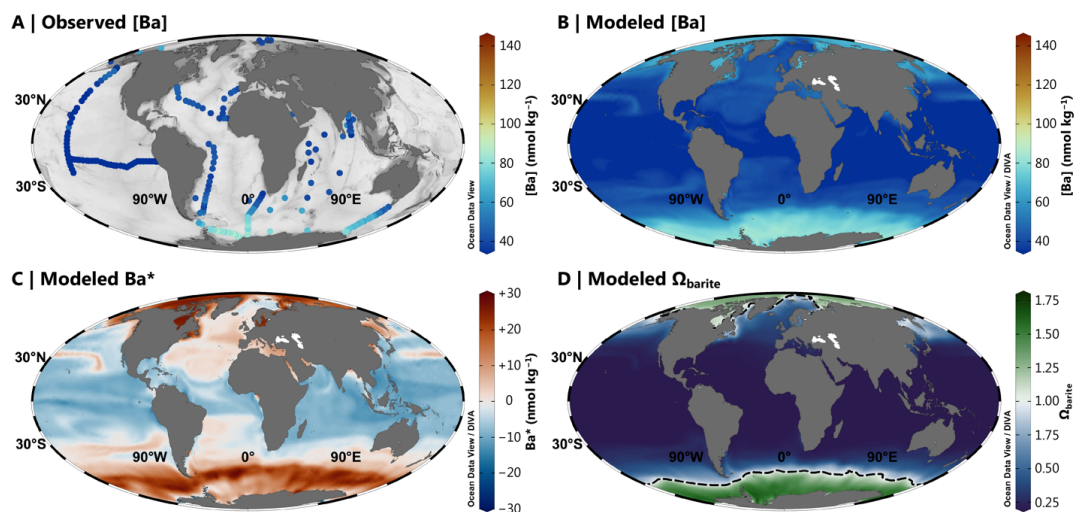 A | Observed [Ba]
30°N
30°S
90°W
0°
90°E
140
120
100
80
60
40
[Ba] (nmol kg⁻¹)
Ocean Data View
B | Modeled [Ba]
30°N
30°S
90°W
0°
90°E
140
120
100
80
60
40
[Ba] (nmol kg⁻¹)
Ocean Data View / DIVA
C | Modeled Ba*
30°N
30°S
90°W
0°
90°E
+30
+20
+10
0
−10
−20
−30
Ba* (nmol kg⁻¹)
Ocean Data View / DIVA
D | Modeled Ωbarite
30°N
30°S
90°W
0°
90°E
1.75
1.50
1.25
1.00
0.75
0.50
0.25
Ωbarite
Ocean Data View / DIVA